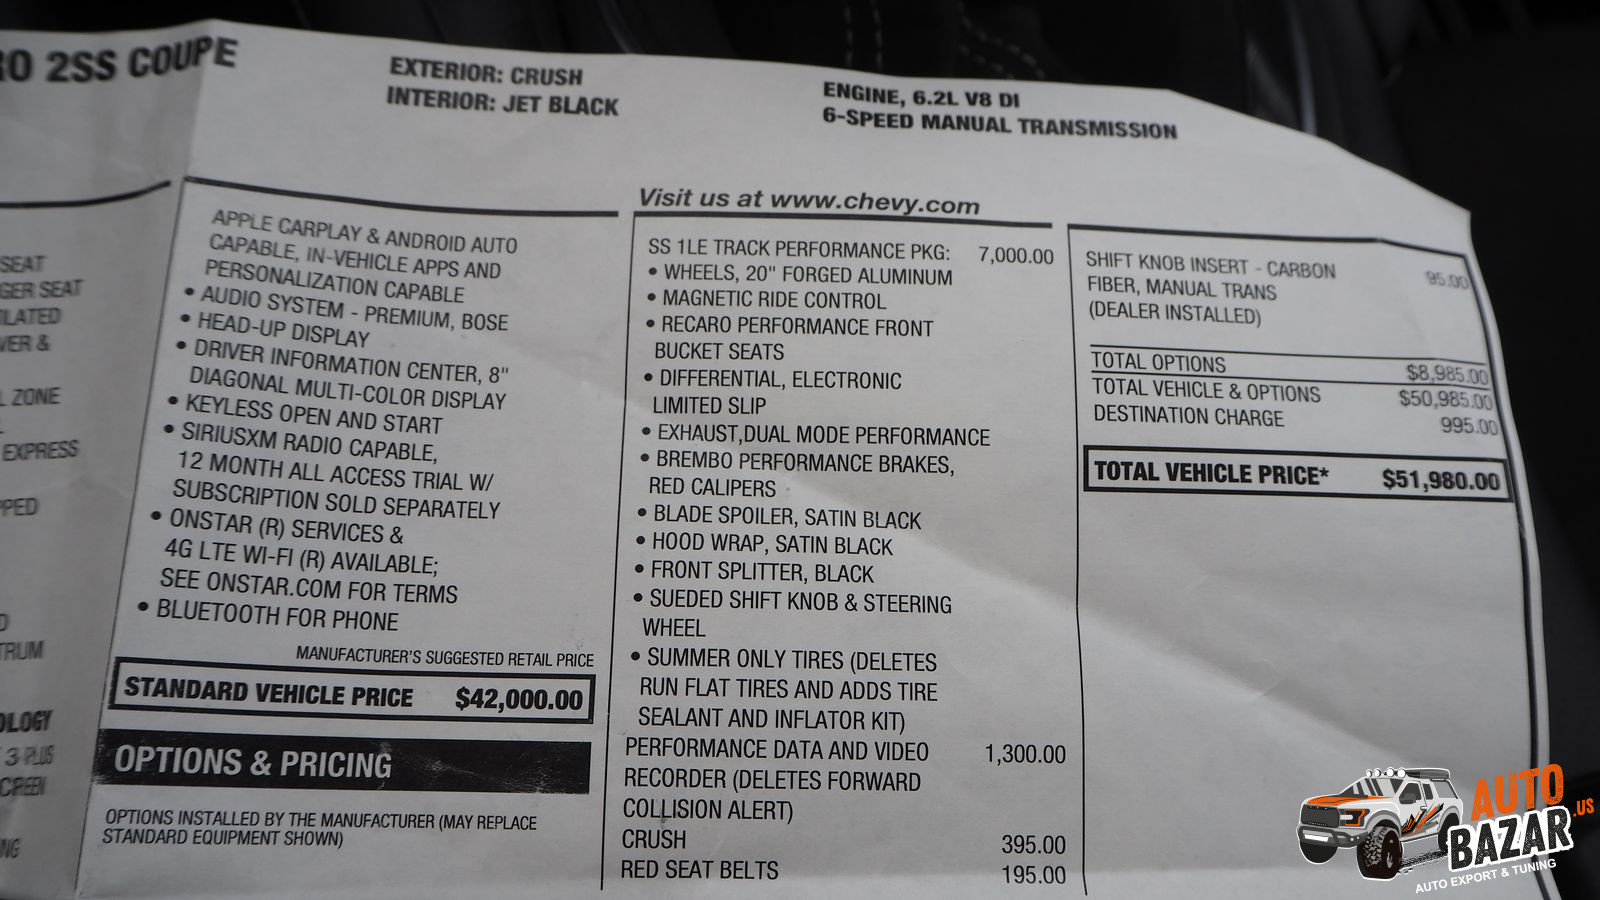 RO 2SS COUPE
EXTERIOR: CRUSH
INTERIOR: JET BLACK
ENGINE, 6.2L V8 DI
6-SPEED MANUAL TRANSMISSION
Visit us at www.chevy.com
SEAT
GER SEAT
ILATED
VER &
L ZONE
EXPRESS
PPED
TRUM
OLOGY
3 PLUS
CREEN
NG
APPLE CARPLAY & ANDROID AUTO
CAPABLE, IN-VEHICLE APPS AND
PERSONALIZATION CAPABLE
• AUDIO SYSTEM - PREMIUM, BOSE
• HEAD-UP DISPLAY
• DRIVER INFORMATION CENTER, 8"
DIAGONAL MULTI-COLOR DISPLAY
• KEYLESS OPEN AND START
• SIRIUSXM RADIO CAPABLE,
12 MONTH ALL ACCESS TRIAL W/
SUBSCRIPTION SOLD SEPARATELY
• ONSTAR (R) SERVICES &
4G LTE WI-FI (R) AVAILABLE;
SEE ONSTAR.COM FOR TERMS
• BLUETOOTH FOR PHONE
MANUFACTURER'S SUGGESTED RETAIL PRICE
STANDARD VEHICLE PRICE $42,000.00
OPTIONS & PRICING
OPTIONS INSTALLED BY THE MANUFACTURER (MAY REPLACE
STANDARD EQUIPMENT SHOWN)
SS 1LE TRACK PERFORMANCE PKG: 7,000.00
• WHEELS, 20" FORGED ALUMINUM
• MAGNETIC RIDE CONTROL
• RECARO PERFORMANCE FRONT
BUCKET SEATS
• DIFFERENTIAL, ELECTRONIC
LIMITED SLIP
• EXHAUST,DUAL MODE PERFORMANCE
• BREMBO PERFORMANCE BRAKES,
RED CALIPERS
• BLADE SPOILER, SATIN BLACK
• HOOD WRAP, SATIN BLACK
• FRONT SPLITTER, BLACK
• SUEDED SHIFT KNOB & STEERING
WHEEL
• SUMMER ONLY TIRES (DELETES
RUN FLAT TIRES AND ADDS TIRE
SEALANT AND INFLATOR KIT)
PERFORMANCE DATA AND VIDEO 1,300.00
RECORDER (DELETES FORWARD
COLLISION ALERT)
CRUSH 395.00
RED SEAT BELTS 195.00
SHIFT KNOB INSERT - CARBON 95.00
FIBER, MANUAL TRANS
(DEALER INSTALLED)
TOTAL OPTIONS $8,985.00
TOTAL VEHICLE & OPTIONS $50,985.00
DESTINATION CHARGE 995.00
TOTAL VEHICLE PRICE* $51,980.00
AUTO
BAZAR.US
AUTO EXPORT & TUNING